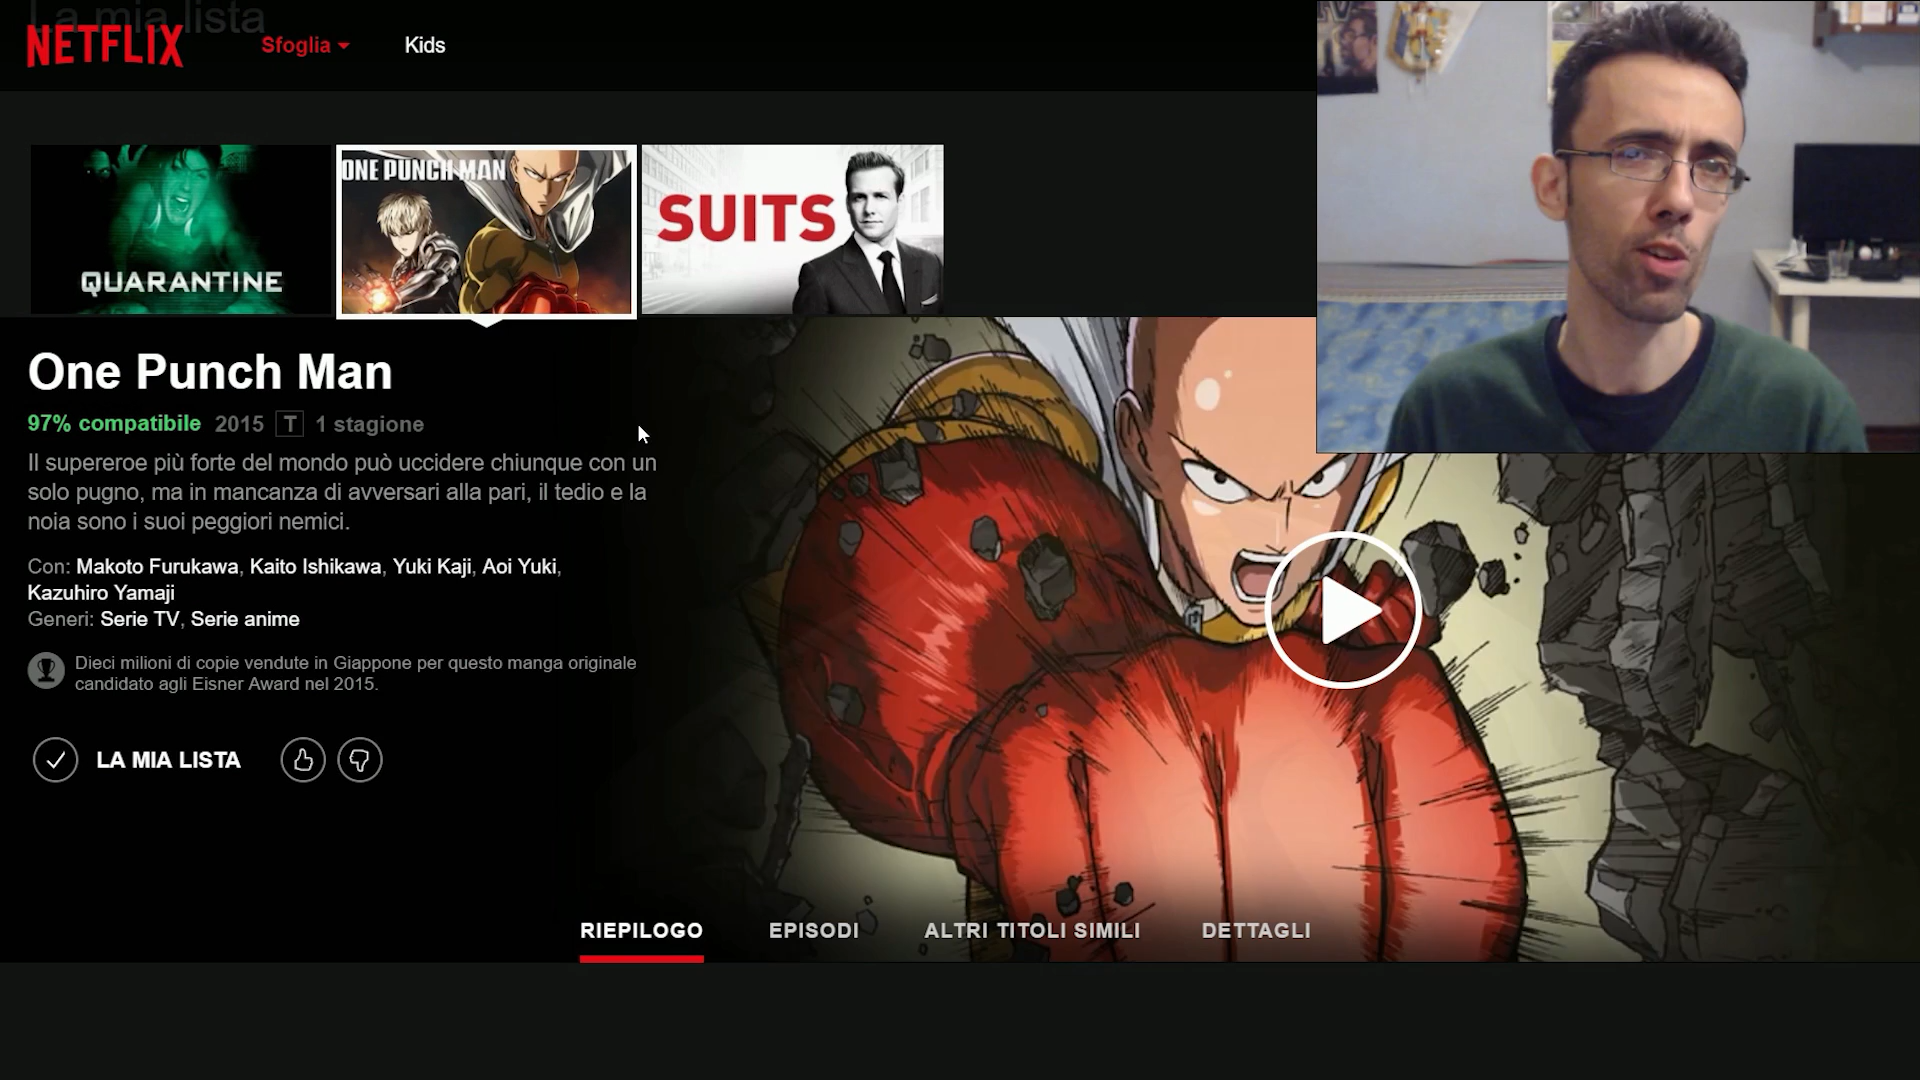 La mia lista
NETFLIX
Sfoglia
Kids
QUARANTINE
ONE PUNCH MAN
SUITS
One Punch Man
97% compatibile 2015 T 1 stagione
Il supereroe più forte del mondo può uccidere chiunque con un
solo pugno, ma in mancanza di avversari alla pari, il tedio e la
noia sono i suoi peggiori nemici.
Con: Makoto Furukawa, Kaito Ishikawa, Yuki Kaji, Aoi Yuki,
Kazuhiro Yamaji
Generi: Serie TV, Serie anime
Dieci milioni di copie vendute in Giappone per questo manga originale
candidato agli Eisner Award nel 2015.
LA MIA LISTA
RIEPILOGO
EPISODI
ALTRI TITOLI SIMILI
DETTAGLI